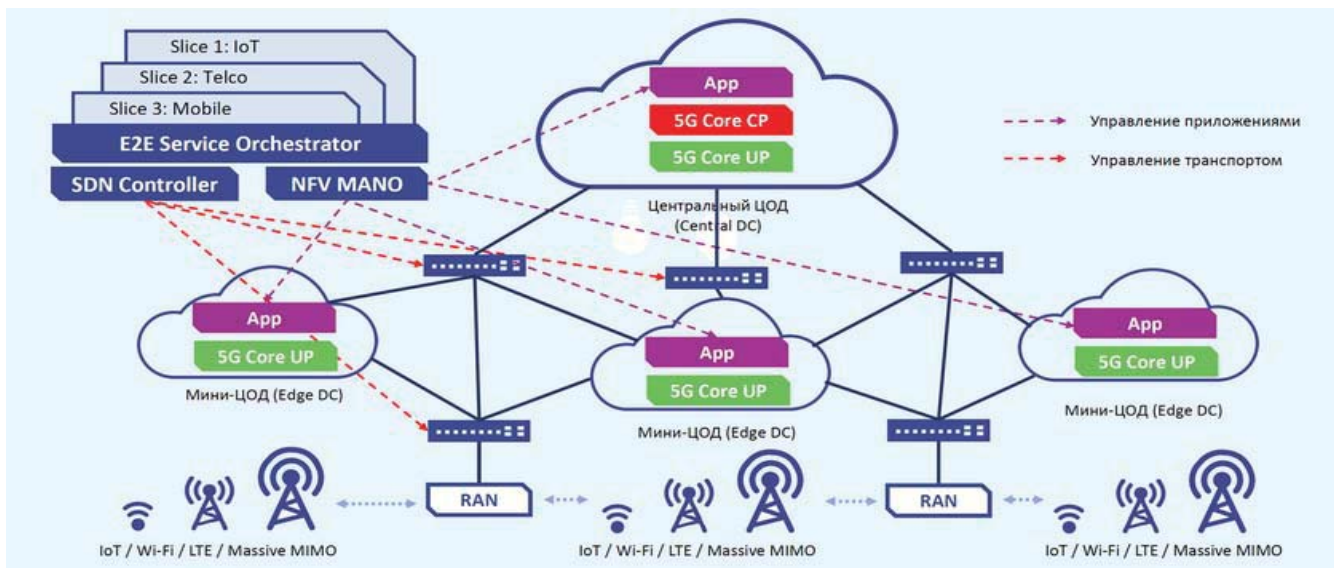 Slice 1: IoT
Slice 2: Telco
Slice 3: Mobile
E2E Service Orchestrator
SDN Controller
NFV MANO
App
5G Core CP
5G Core UP
Центральный ЦОД
(Central DC)
Управление приложениями
Управление транспортом
App
5G Core UP
Мини-ЦОД (Edge DC)
App
5G Core UP
Мини-ЦОД (Edge DC)
App
5G Core UP
Мини-ЦОД (Edge DC)
RAN
RAN
IoT / Wi-Fi / LTE / Massive MIMO
IoT / Wi-Fi / LTE / Massive MIMO
IoT / Wi-Fi / LTE / Massive MIMO